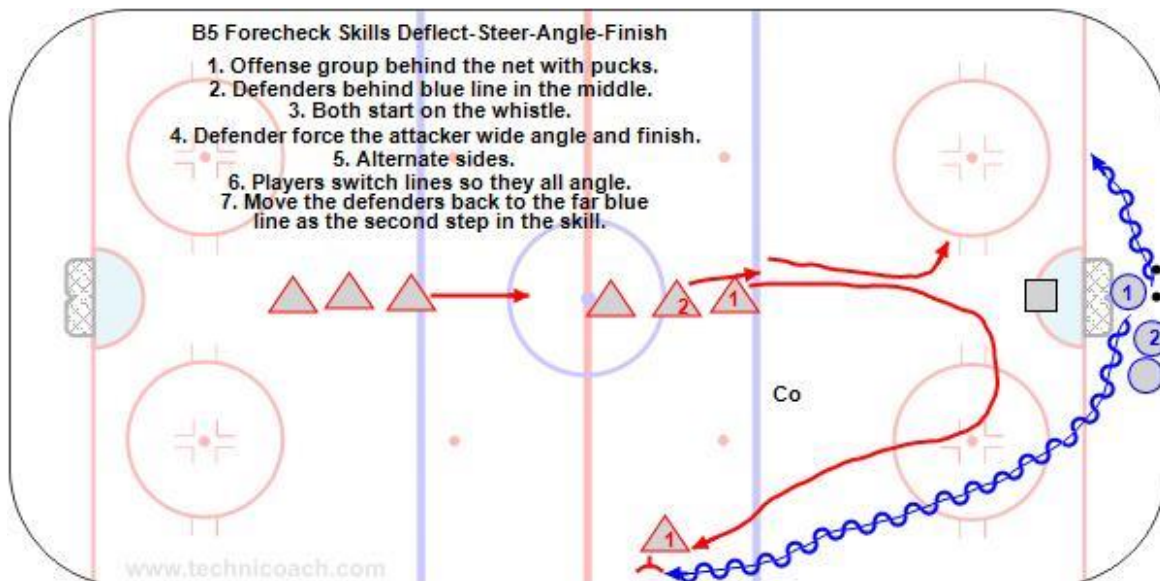 B5 Forecheck Skills Deflect-Steer-Angle-Finish
1. Offense group behind the net with pucks.
2. Defenders behind blue line in the middle.
3. Both start on the whistle.
4. Defender force the attacker wide angle and finish.
5. Alternate sides.
6. Players switch lines so they all angle.
7. Move the defenders back to the far blue
line as the second step in the skill.
2
1
1
2
Co
1
www.technicoach.com